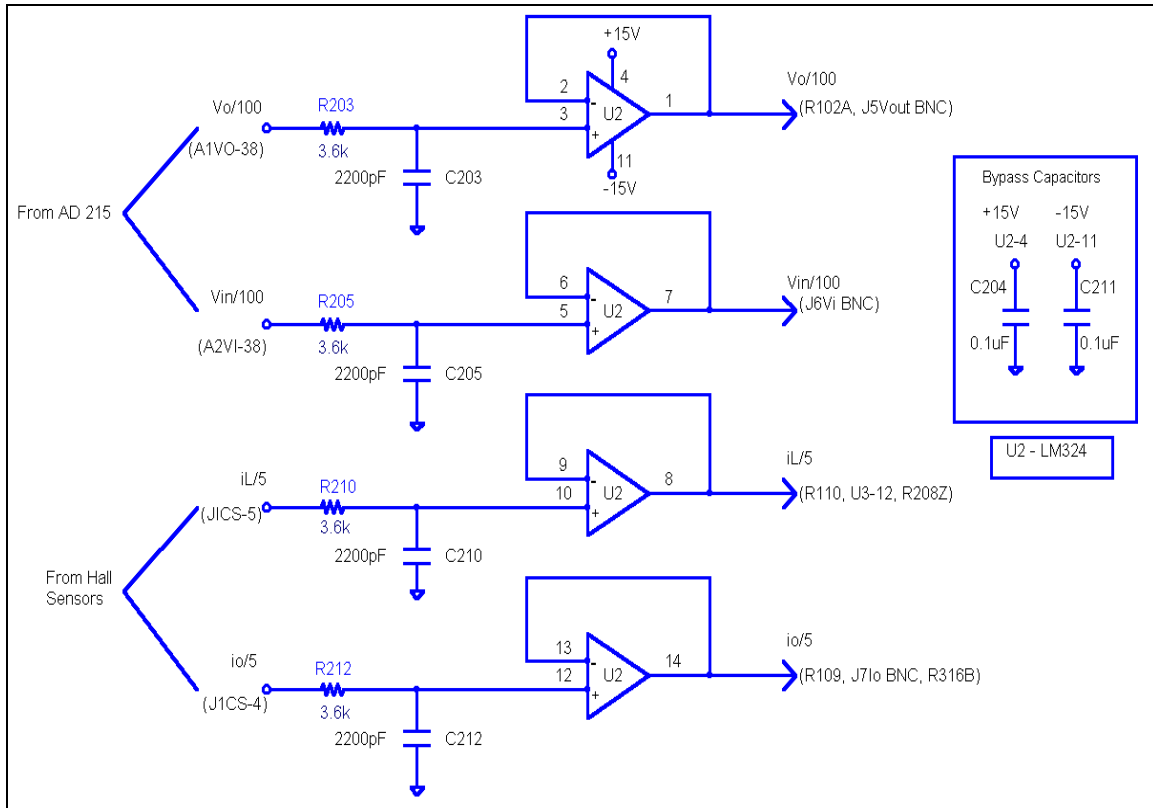 +15V
4
2
-
U2
1
3
+
11
-15V
Vo/100
(A1VO-38)
R203
3.6k
2200pF
C203
Vo/100
(R102A, J5Vout BNC)
From AD 215
Vin/100
(A2VI-38)
R205
3.6k
2200pF
C205
6
-
U2
7
5
+
Vin/100
(J6Vi BNC)
Bypass Capacitors
+15V
-15V
U2-4
U2-11
C204
C211
0.1uF
0.1uF
U2 - LM324
iL/5
(JICS-5)
R210
3.6k
2200pF
C210
9
-
U2
8
10
+
iL/5
(R110, U3-12, R208Z)
From Hall
Sensors
io/5
(J1CS-4)
R212
3.6k
2200pF
C212
13
-
U2
14
12
+
io/5
(R109, J7Io BNC, R316B)